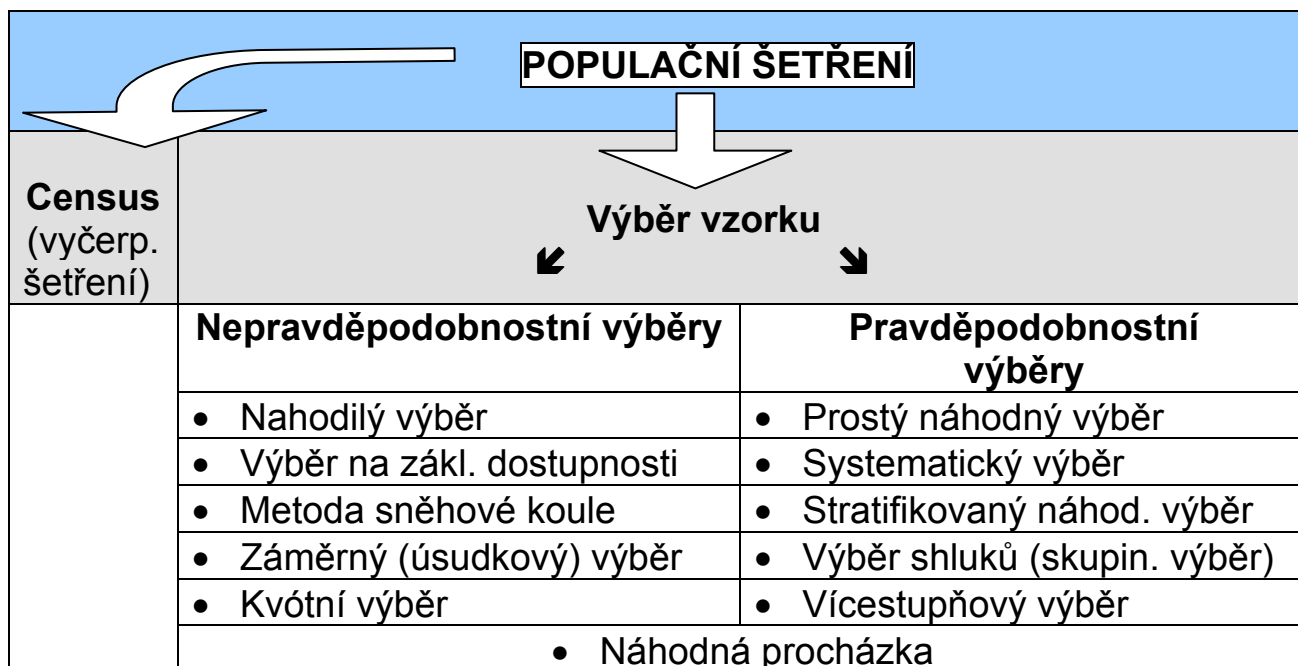 POPULAČNÍ ŠETŘENÍ
Census
(vyčerp.
šetření)
Výběr vzorku
Nepravděpodobnostní výběry
Pravděpodobnostní
výběry
• Nahodilý výběr
• Prostý náhodný výběr
• Výběr na zákl. dostupnosti
• Systematický výběr
• Metoda sněhové koule
• Stratifikovaný náhod. výběr
• Záměrný (úsudkový) výběr
• Výběr shluků (skupin. výběr)
• Kvótní výběr
• Vícestupňový výběr
• Náhodná procházka